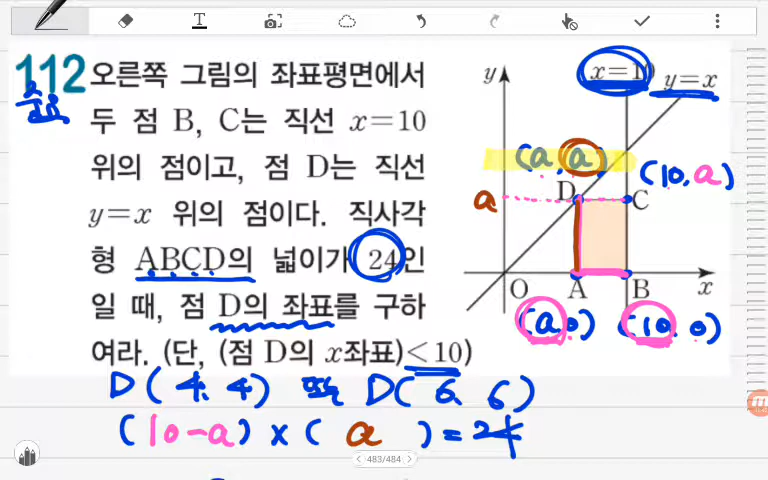 112 오른쪽 그림의 좌표평면에서
중요
두 점 B, C는 직선 x=10
위의 점이고, 점 D는 직선
y=x 위의 점이다. 직사각
형 ABCD의 넓이가 24인
일 때, 점 D의 좌표를 구하
여라. (단, (점 D의 x좌표)<10)
y x=10 y=x
(a, a)
(10, a)
D C
a
O A B x
(a, 0) (10, 0)
D(4, 4) 또는 D(6, 6)
(10-a)×(a)=24
483/484